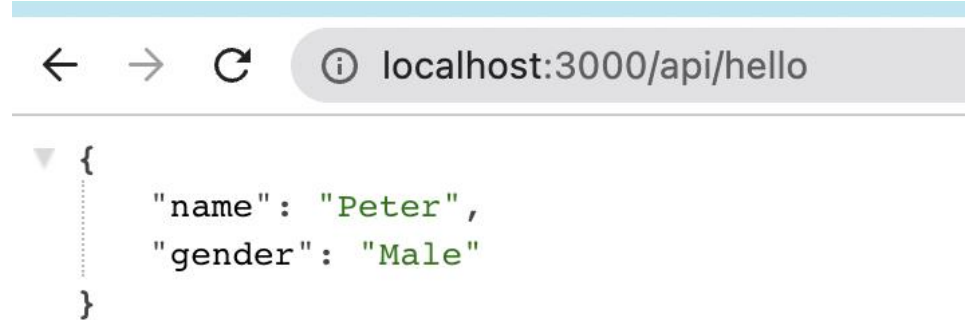 localhost:3000/api/hello
{
"name": "Peter",
"gender": "Male"
}